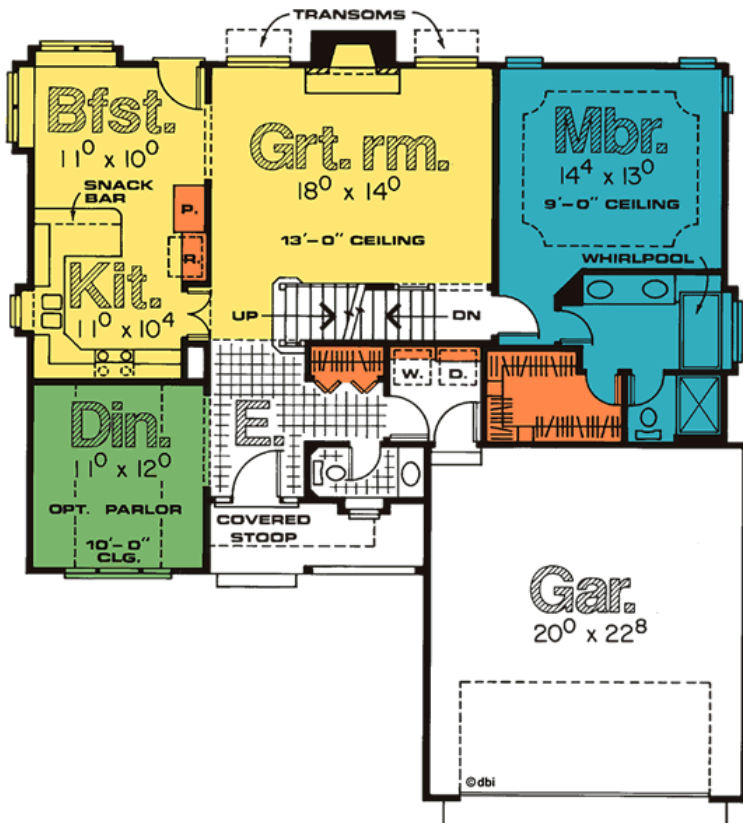 TRANSOMS
Bfst.
11⁰ x 10⁰
SNACK
BAR
P.
R.
Kit.
11⁰ x 10⁴
Grt. rm.
18⁰ x 14⁰
13'-0" CEILING
UP
DN
Mbr.
14⁴ x 13⁰
9'-0" CEILING
WHIRLPOOL
W.
D.
Din.
11⁰ x 12⁰
OPT. PARLOR
10'-0"
CLG.
E.
COVERED
STOOP
Gar.
20⁰ x 22⁸
©dbi